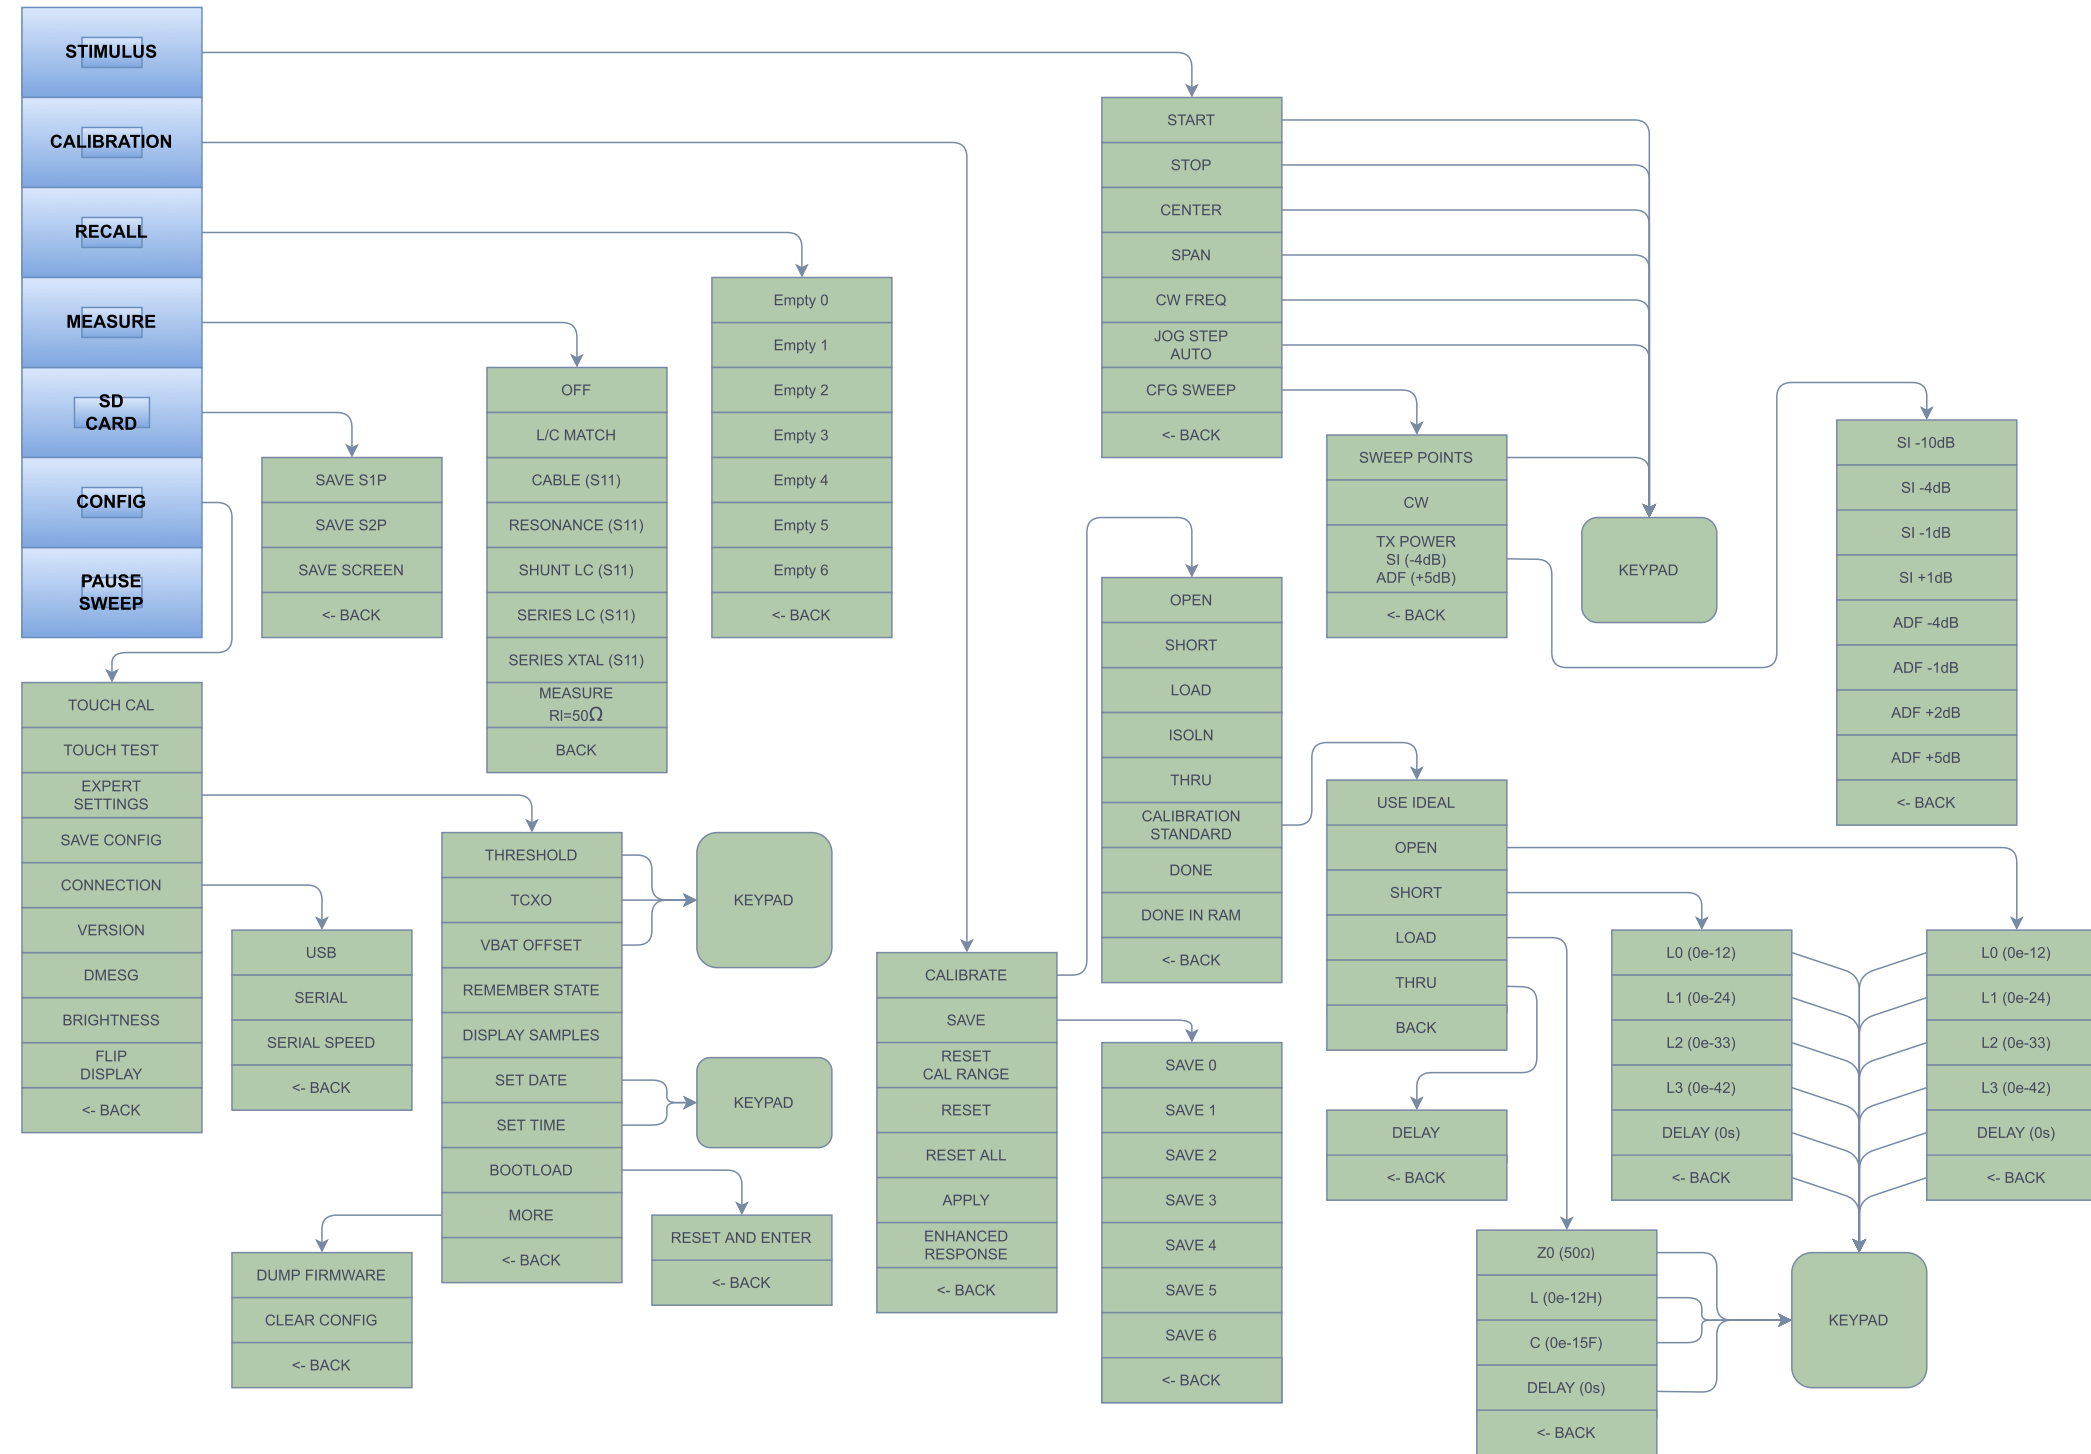 STIMULUS
CALIBRATION
RECALL
MEASURE
SD
CARD
CONFIG
PAUSE
SWEEP
START
STOP
CENTER
SPAN
CW FREQ
JOG STEP
AUTO
CFG SWEEP
<- BACK
SWEEP POINTS
CW
TX POWER
SI (-4dB)
ADF (+5dB)
<- BACK
KEYPAD
SI -10dB
SI -4dB
SI -1dB
SI +1dB
ADF -4dB
ADF -1dB
ADF +2dB
ADF +5dB
<- BACK
Empty 0
Empty 1
Empty 2
Empty 3
Empty 4
Empty 5
Empty 6
<- BACK
OFF
L/C MATCH
CABLE (S11)
RESONANCE (S11)
SHUNT LC (S11)
SERIES LC (S11)
SERIES XTAL (S11)
MEASURE
RI=50Ω
BACK
SAVE S1P
SAVE S2P
SAVE SCREEN
<- BACK
TOUCH CAL
TOUCH TEST
EXPERT
SETTINGS
SAVE CONFIG
CONNECTION
VERSION
DMESG
BRIGHTNESS
FLIP
DISPLAY
<- BACK
USB
SERIAL
SERIAL SPEED
<- BACK
THRESHOLD
TCXO
VBAT OFFSET
REMEMBER STATE
DISPLAY SAMPLES
SET DATE
SET TIME
BOOTLOAD
MORE
<- BACK
KEYPAD
KEYPAD
RESET AND ENTER
<- BACK
DUMP FIRMWARE
CLEAR CONFIG
<- BACK
CALIBRATE
SAVE
RESET
CAL RANGE
RESET
RESET ALL
APPLY
ENHANCED
RESPONSE
<- BACK
OPEN
SHORT
LOAD
ISOLN
THRU
CALIBRATION
STANDARD
DONE
DONE IN RAM
<- BACK
SAVE 0
SAVE 1
SAVE 2
SAVE 3
SAVE 4
SAVE 5
SAVE 6
<- BACK
USE IDEAL
OPEN
SHORT
LOAD
THRU
BACK
DELAY
<- BACK
L0 (0e-12)
L1 (0e-24)
L2 (0e-33)
L3 (0e-42)
DELAY (0s)
<- BACK
L0 (0e-12)
L1 (0e-24)
L2 (0e-33)
L3 (0e-42)
DELAY (0s)
<- BACK
Z0 (50Ω)
L (0e-12H)
C (0e-15F)
DELAY (0s)
<- BACK
KEYPAD